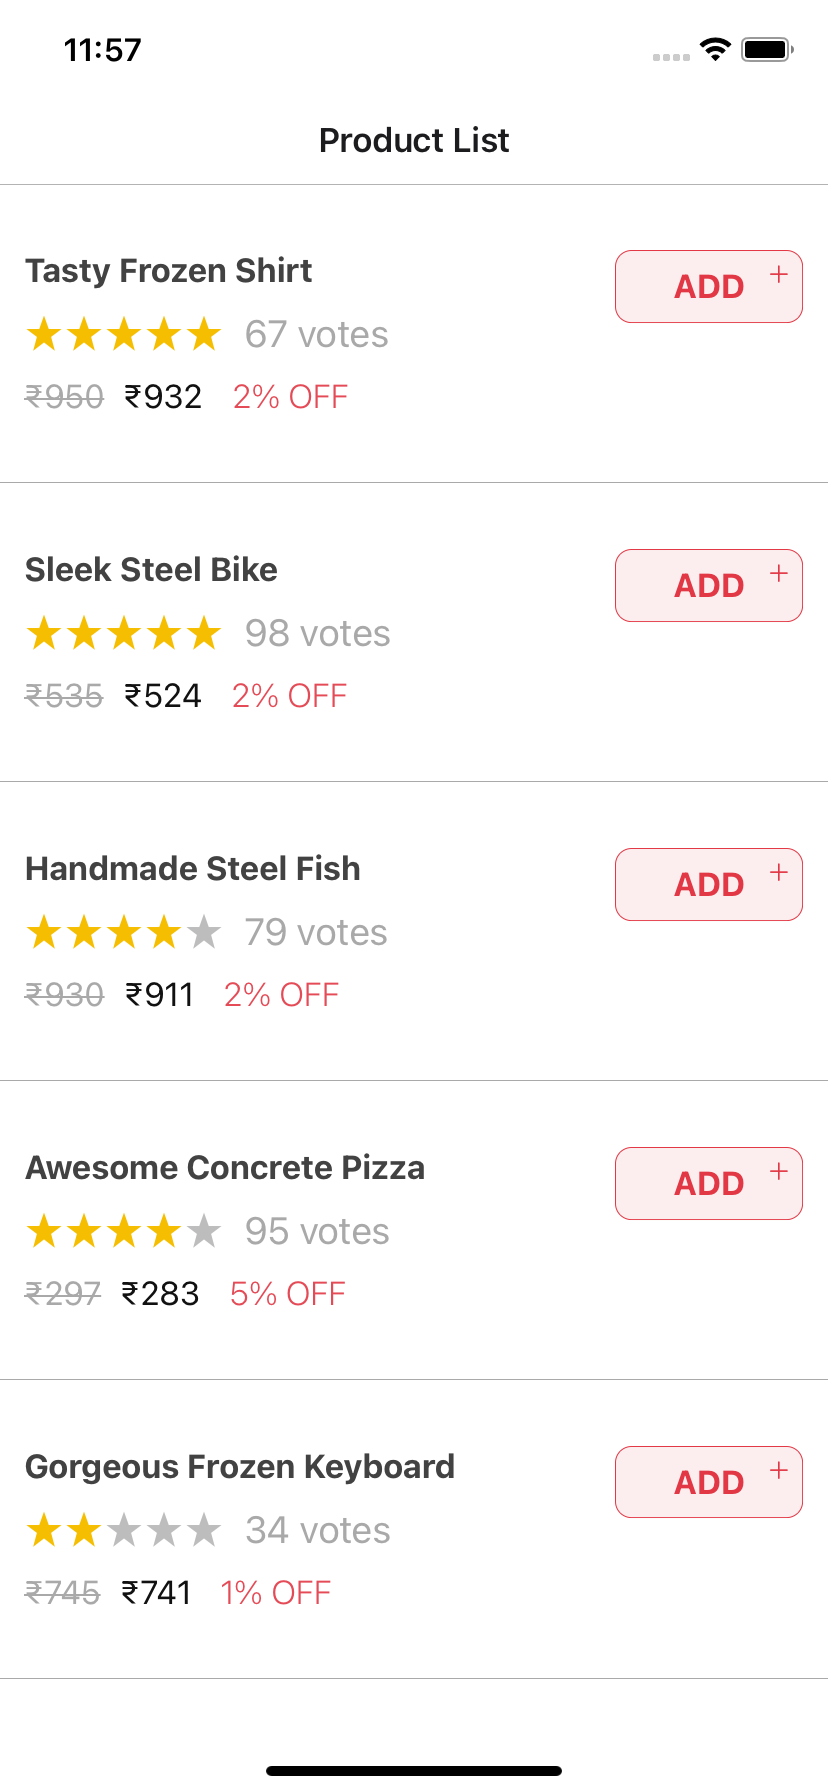 11:57
Product List
Tasty Frozen Shirt
ADD +
67 votes
₹950 ₹932 2% OFF
Sleek Steel Bike
ADD +
98 votes
₹535 ₹524 2% OFF
Handmade Steel Fish
ADD +
79 votes
₹930 ₹911 2% OFF
Awesome Concrete Pizza
ADD +
95 votes
₹297 ₹283 5% OFF
Gorgeous Frozen Keyboard
ADD +
34 votes
₹745 ₹741 1% OFF